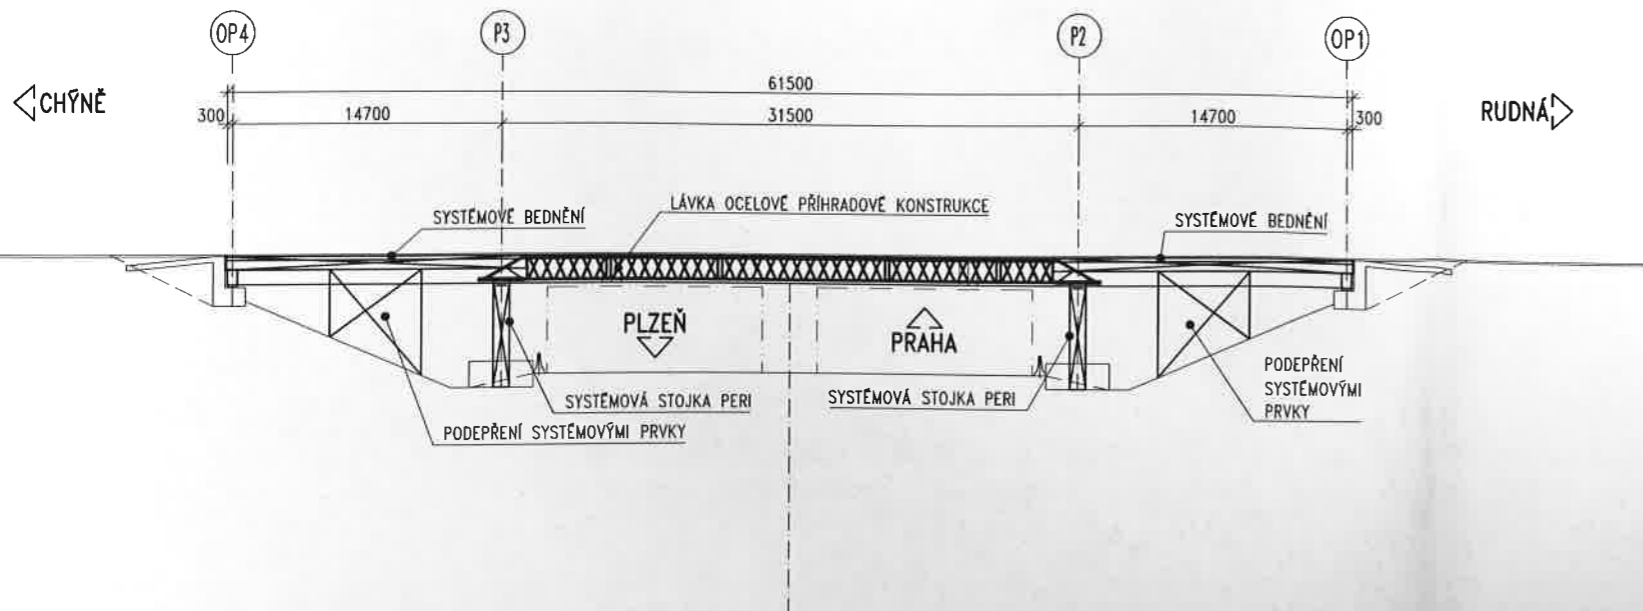 OP4
P3
P2
OP1
CHÝNĚ
61500
RUDNÁ
300
14700
31500
14700
300
SYSTÉMOVÉ BEDNĚNÍ
LÁVKA OCELOVÉ PŘÍHRADOVÉ KONSTRUKCE
SYSTÉMOVÉ BEDNĚNÍ
PLZEŇ
PRAHA
SYSTÉMOVÁ STOJKA PERI
SYSTÉMOVÁ STOJKA PERI
PODEPŘENÍ
SYSTÉMOVÝMI
PRVKY
PODEPŘENÍ SYSTÉMOVÝMI PRVKY